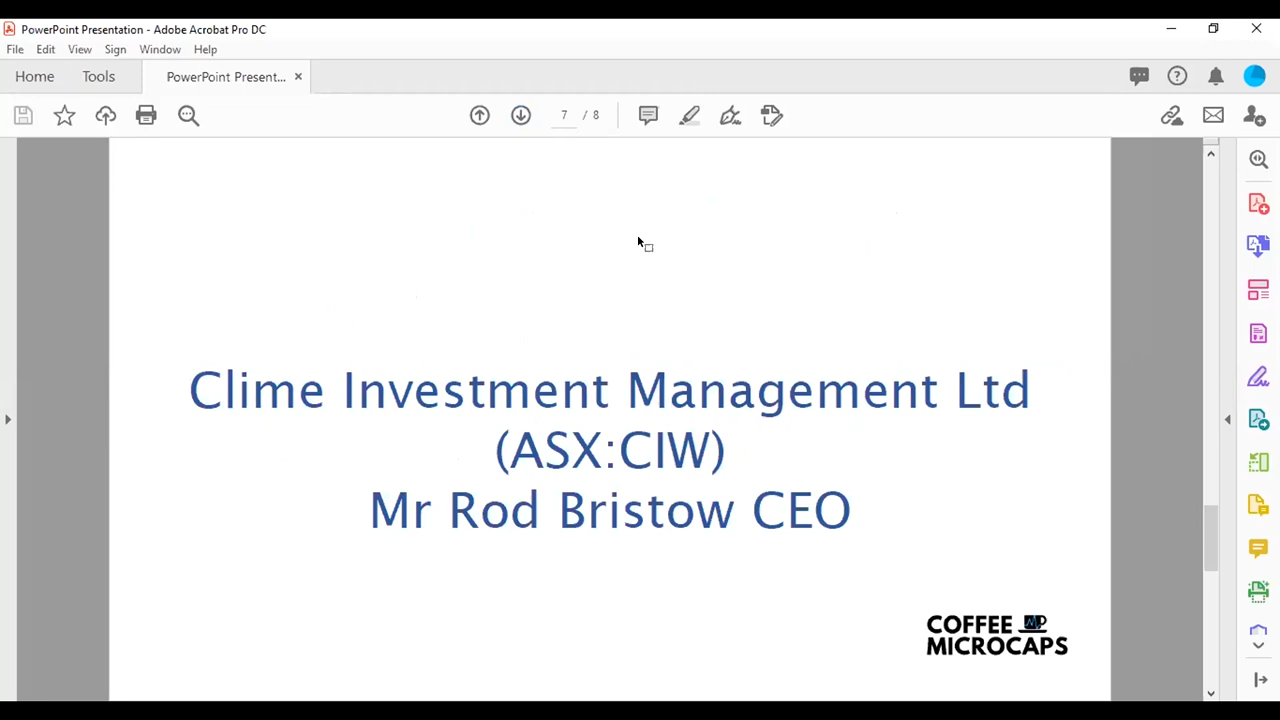 PowerPoint Presentation - Adobe Acrobat Pro DC
File Edit View Sign Window Help
Home Tools PowerPoint Present... ×
7 / 8
Clime Investment Management Ltd
(ASX:CIW)
Mr Rod Bristow CEO
COFFEE
MICROCAPS